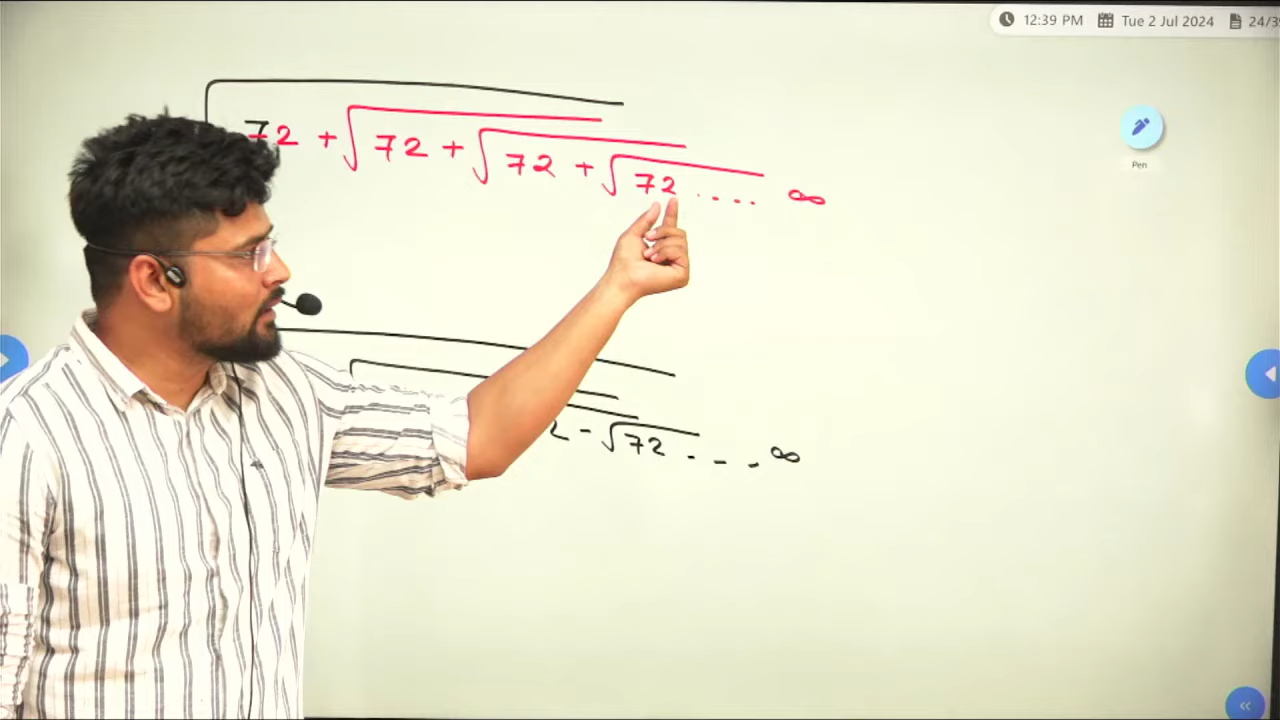 12:39 PM Tue 2 Jul 2024 24/3
Pen
72 + √72 + √72 + √72 .... ∞
2 - √72 . - - . ∞